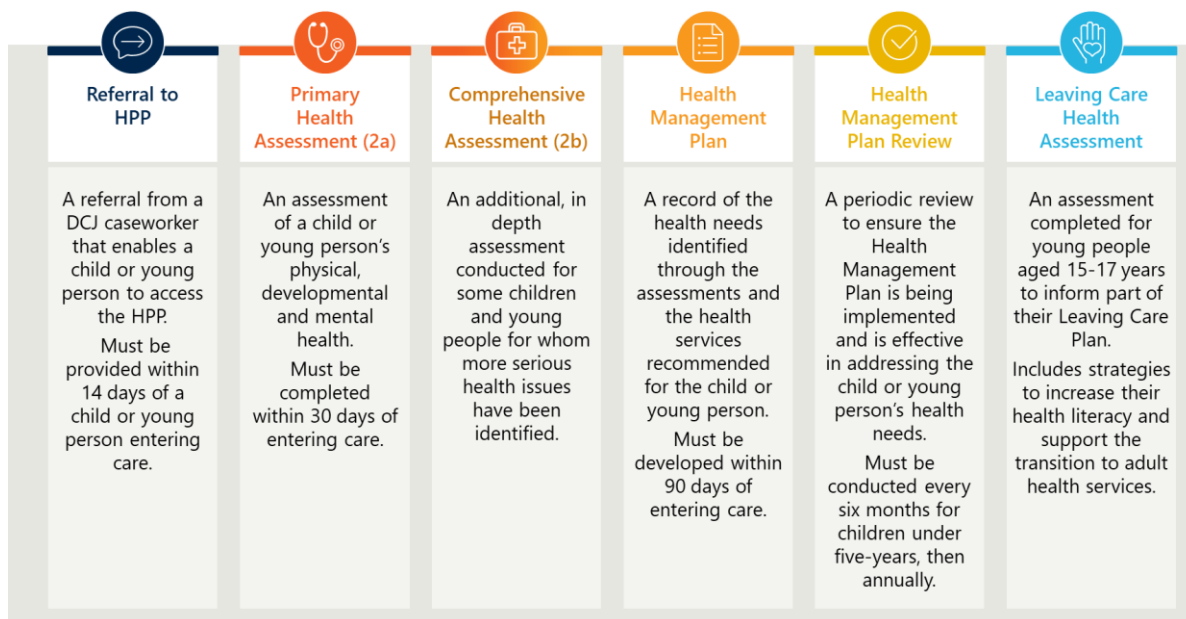 Referral to
HPP
A referral from a
DCJ caseworker
that enables a
child or young
person to access
the HPP.
Must be
provided within
14 days of a
child or young
person entering
care.
Primary
Health
Assessment (2a)
An assessment
of a child or
young person's
physical,
developmental
and mental
health.
Must be
completed
within 30 days of
entering care.
Comprehensive
Health
Assessment (2b)
An additional, in
depth
assessment
conducted for
some children
and young
people for whom
more serious
health issues
have been
identified.
Health
Management
Plan
A record of the
health needs
identified
through the
assessments and
the health
services
recommended
for the child or
young person.
Must be
developed within
90 days of
entering care.
Health
Management
Plan Review
A periodic review
to ensure the
Health
Management
Plan is being
implemented
and is effective
in addressing the
child or young
person's health
needs.
Must be
conducted every
six months for
children under
five-years, then
annually.
Leaving Care
Health
Assessment
An assessment
completed for
young people
aged 15-17 years
to inform part of
their Leaving Care
Plan.
Includes strategies
to increase their
health literacy and
support the
transition to adult
health services.